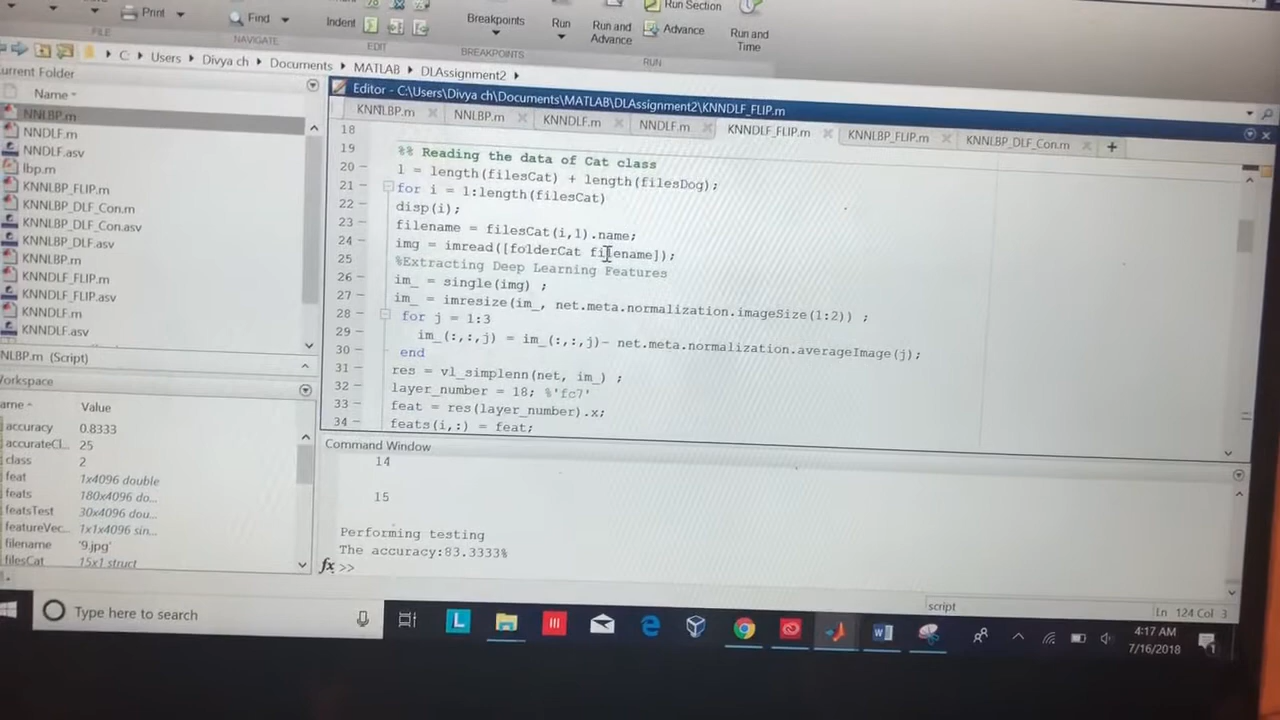 Print
Find
Indent
Breakpoints
Run
Run and
Advance
Run Section
Advance
Run and
Time
FILE
NAVIGATE
EDIT
BREAKPOINTS
RUN
C: ▸ Users ▸ Divya ch ▸ Documents ▸ MATLAB ▸ DLAssignment2 ▸
urrent Folder
Name
NNLBP.m
NNDLF.m
NNDLF.asv
lbp.m
KNNLBP_FLIP.m
KNNLBP_DLF_Con.m
KNNLBP_DLF_Con.asv
KNNLBP_DLF.asv
KNNLBP.m
KNNDLF_FLIP.m
KNNDLF_FLIP.asv
KNNDLF.m
KNNDLF.asv
NNLBP.m (Script)
Workspace
ame Value
accuracy 0.8333
accurateCl... 25
class 2
feat 1x4096 double
feats 180x4096 do...
featsTest 30x4096 dou...
featureVec... 1x1x4096 sin...
filename '9.jpg'
filesCat 15x1 struct
Editor - C:\Users\Divya ch\Documents\MATLAB\DLAssignment2\KNNDLF_FLIP.m
KNNLBP.m NNLBP.m KNNDLF.m NNDLF.m KNNDLF_FLIP.m KNNLBP_FLIP.m KNNLBP_DLF_Con.m
18
19 %% Reading the data of Cat class
20 l = length(filesCat) + length(filesDog);
21 for i = 1:length(filesCat)
22 disp(i);
23 filename = filesCat(i,1).name;
24 img = imread([folderCat filename]);
25 %Extracting Deep Learning Features
26 im_ = single(img) ;
27 im_ = imresize(im_, net.meta.normalization.imageSize(1:2)) ;
28 for j = 1:3
29 im_(:,:,j) = im_(:,:,j)- net.meta.normalization.averageImage(j);
30 end
31 res = vl_simplenn(net, im_) ;
32 layer_number = 18; %'fc7'
33 feat = res(layer_number).x;
34 feats(i,:) = feat;
Command Window
14
15
Performing testing
The accuracy:83.3333%
fx >>
script
Ln 124 Col 3
Type here to search
4:17 AM
7/16/2018